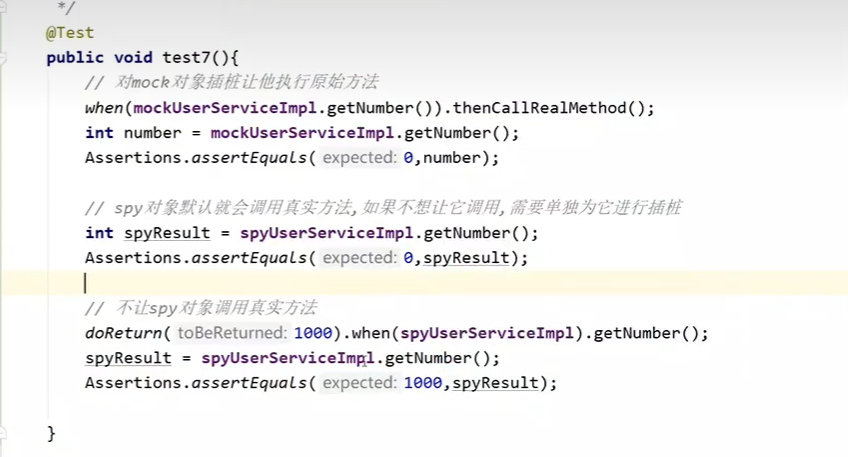 */
@Test
public void test7(){
// 对mock对象插桩让他执行原始方法
when(mockUserServiceImpl.getNumber()).thenCallRealMethod();
int number = mockUserServiceImpl.getNumber();
Assertions.assertEquals( expected: 0,number);
// spy对象默认就会调用真实方法,如果不想让它调用,需要单独为它进行插桩
int spyResult = spyUserServiceImpl.getNumber();
Assertions.assertEquals( expected: 0,spyResult);
// 不让spy对象调用真实方法
doReturn( toBeReturned: 1000).when(spyUserServiceImpl).getNumber();
spyResult = spyUserServiceImpl.getNumber();
Assertions.assertEquals( expected: 1000,spyResult);
}